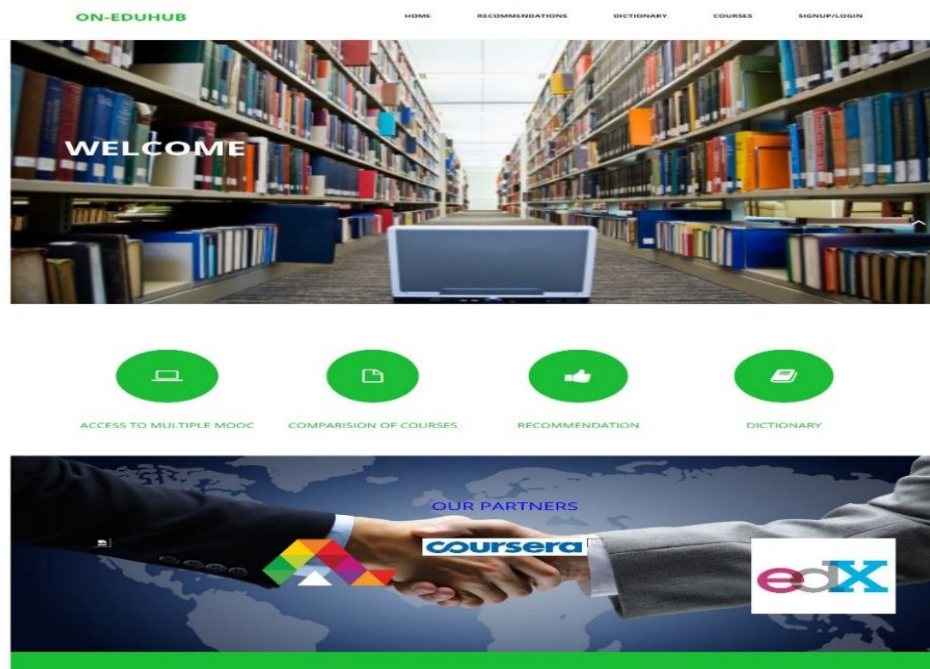 ON-EDUHUB
HOME RECOMMENDATIONS DICTIONARY COURSES SIGNUP/LOGIN
WELCOME
ACCESS TO MULTIPLE MOOC COMPARISION OF COURSES RECOMMENDATION DICTIONARY
OUR PARTNERS
coursera
edX